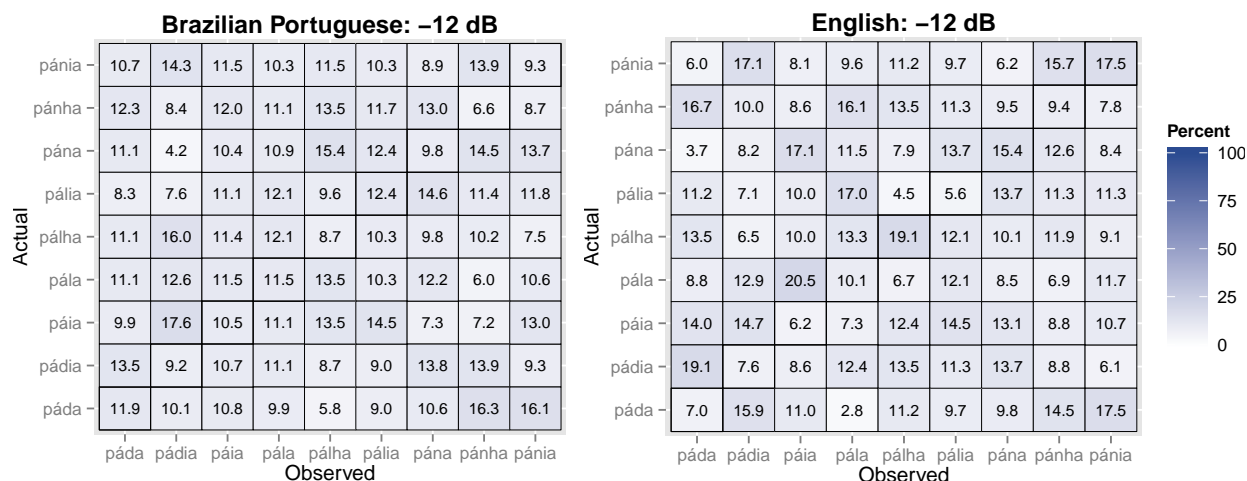 Brazilian Portuguese: −12 dB
pánia 10.7 14.3 11.5 10.3 11.5 10.3 8.9 13.9 9.3
pánha 12.3 8.4 12.0 11.1 13.5 11.7 13.0 6.6 8.7
pána 11.1 4.2 10.4 10.9 15.4 12.4 9.8 14.5 13.7
pália 8.3 7.6 11.1 12.1 9.6 12.4 14.6 11.4 11.8
pálha 11.1 16.0 11.4 12.1 8.7 10.3 9.8 10.2 7.5
pála 11.1 12.6 11.5 11.5 13.5 10.3 12.2 6.0 10.6
páia 9.9 17.6 10.5 11.1 13.5 14.5 7.3 7.2 13.0
pádia 13.5 9.2 10.7 11.1 8.7 9.0 13.8 13.9 9.3
páda 11.9 10.1 10.8 9.9 5.8 9.0 10.6 16.3 16.1
páda pádia páia pála pálha pália pána pánha pánia
Observed
Actual
English: −12 dB
6.0 17.1 8.1 9.6 11.2 9.7 6.2 15.7 17.5
pánia
16.7 10.0 8.6 16.1 13.5 11.3 9.5 9.4 7.8
pánha
3.7 8.2 17.1 11.5 7.9 13.7 15.4 12.6 8.4
pána
11.2 7.1 10.0 17.0 4.5 5.6 13.7 11.3 11.3
pália
13.5 6.5 10.0 13.3 19.1 12.1 10.1 11.9 9.1
pálha
8.8 12.9 20.5 10.1 6.7 12.1 8.5 6.9 11.7
pála
14.0 14.7 6.2 7.3 12.4 14.5 13.1 8.8 10.7
páia
19.1 7.6 8.6 12.4 13.5 11.3 13.7 8.8 6.1
pádia
7.0 15.9 11.0 2.8 11.2 9.7 9.8 14.5 17.5
páda
páda pádia páia pála pálha pália pána pánha pánia
Observed
Actual
Percent
100
75
50
25
0